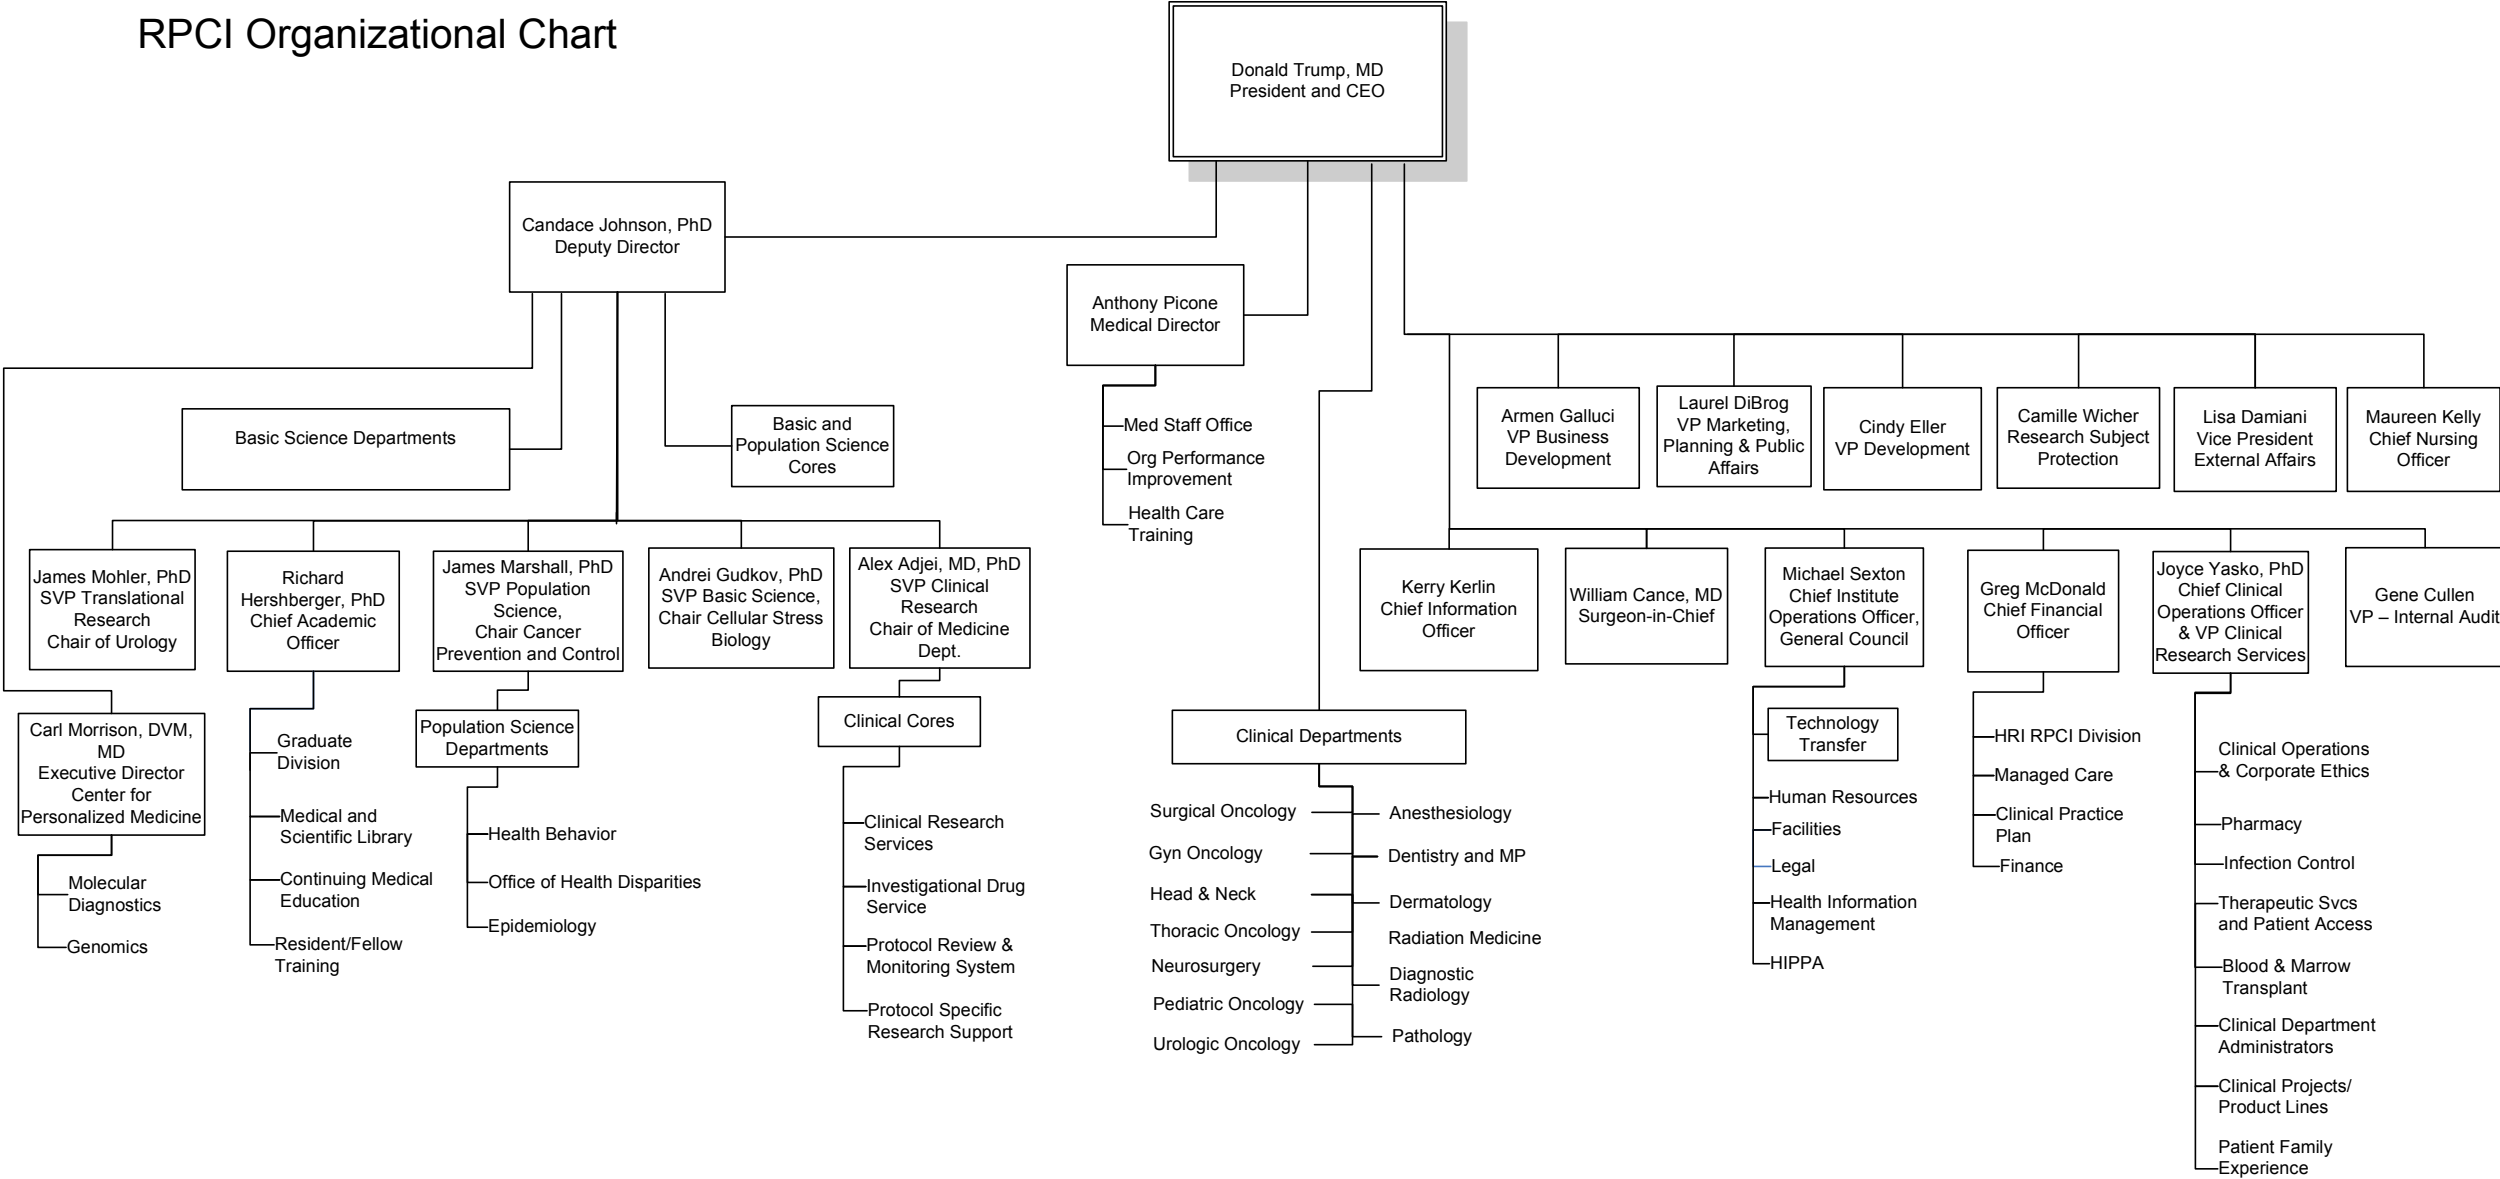 RPCI Organizational Chart
Donald Trump, MD
President and CEO
Candace Johnson, PhD
Deputy Director
Anthony Picone
Medical Director
Med Staff Office
Org Performance
Improvement
Health Care
Training
Basic Science Departments
Basic and
Population Science
Cores
Armen Galluci
VP Business
Development
Laurel DiBrog
VP Marketing,
Planning & Public
Affairs
Cindy Eller
VP Development
Camille Wicher
Research Subject
Protection
Lisa Damiani
Vice President
External Affairs
Maureen Kelly
Chief Nursing
Officer
James Mohler, PhD
SVP Translational
Research
Chair of Urology
Richard
Hershberger, PhD
Chief Academic
Officer
James Marshall, PhD
SVP Population
Science,
Chair Cancer
Prevention and Control
Andrei Gudkov, PhD
SVP Basic Science,
Chair Cellular Stress
Biology
Alex Adjei, MD, PhD
SVP Clinical
Research
Chair of Medicine
Dept.
Kerry Kerlin
Chief Information
Officer
William Cance, MD
Surgeon-in-Chief
Michael Sexton
Chief Institute
Operations Officer,
General Council
Greg McDonald
Chief Financial
Officer
Joyce Yasko, PhD
Chief Clinical
Operations Officer
& VP Clinical
Research Services
Gene Cullen
VP – Internal Audit
Carl Morrison, DVM,
MD
Executive Director
Center for
Personalized Medicine
Molecular
Diagnostics
Genomics
Graduate
Division
Medical and
Scientific Library
Continuing Medical
Education
Resident/Fellow
Training
Population Science
Departments
Health Behavior
Office of Health Disparities
Epidemiology
Clinical Cores
Clinical Research
Services
Investigational Drug
Service
Protocol Review &
Monitoring System
Protocol Specific
Research Support
Clinical Departments
Surgical Oncology
Gyn Oncology
Head & Neck
Thoracic Oncology
Neurosurgery
Pediatric Oncology
Urologic Oncology
Anesthesiology
Dentistry and MP
Dermatology
Radiation Medicine
Diagnostic
Radiology
Pathology
Technology
Transfer
Human Resources
Facilities
Legal
Health Information
Management
HIPPA
HRI RPCI Division
Managed Care
Clinical Practice
Plan
Finance
Clinical Operations
& Corporate Ethics
Pharmacy
Infection Control
Therapeutic Svcs
and Patient Access
Blood & Marrow
Transplant
Clinical Department
Administrators
Clinical Projects/
Product Lines
Patient Family
Experience